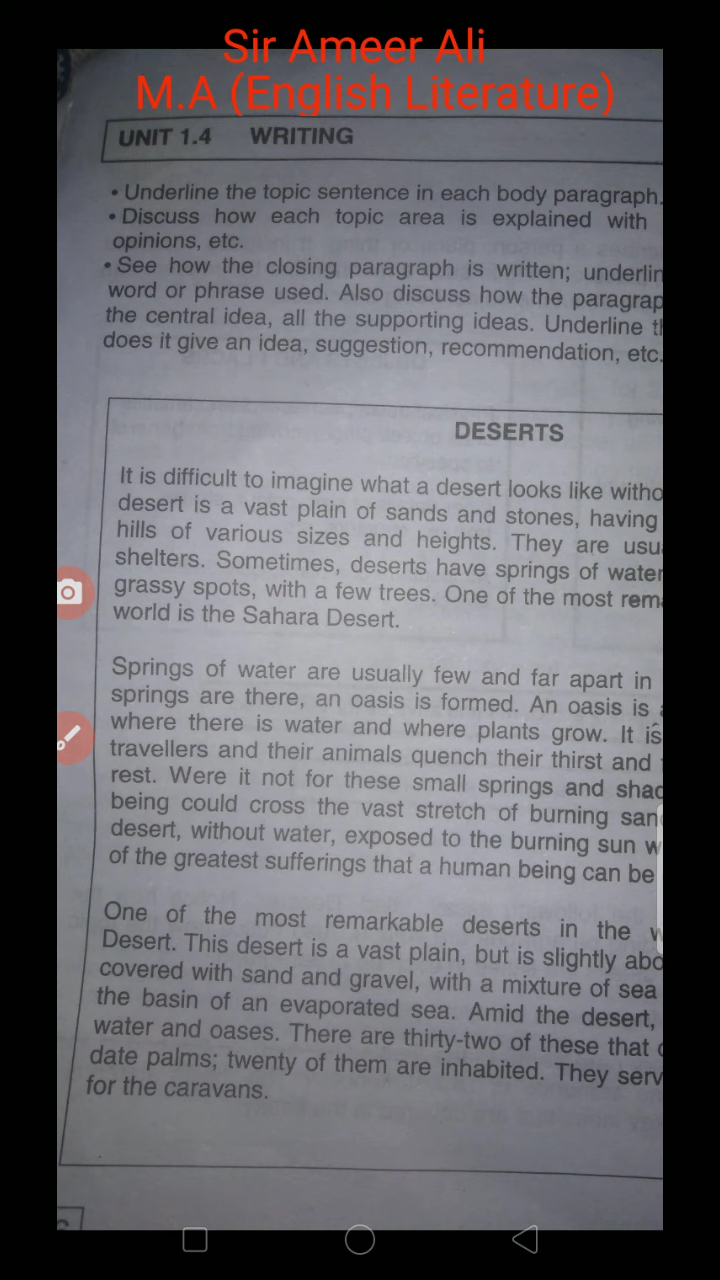 Sir Ameer Ali
M.A (English Literature)
UNIT 1.4 WRITING
• Underline the topic sentence in each body paragraph.
• Discuss how each topic area is explained with
opinions, etc.
• See how the closing paragraph is written;
word or phrase used. Also discuss how the
the central idea, all the supporting ideas. Underline
does it give an idea, suggestion, recommendation, etc.
DESERTS
It is difficult to imagine what a desert looks like
desert is a vast plain of sands and stones, having
hills of various sizes and heights. They are
shelters. Sometimes, deserts have springs of water
grassy spots, with a few trees. One of the most
world is the Sahara Desert.
Springs of water are usually few and far apart in
springs are there, an oasis is formed. An oasis is
where there is water and where plants grow. It is
travellers and their animals quench their thirst and
rest. Were it not for these small springs and
being could cross the vast stretch of burning
desert, without water, exposed to the burning sun
of the greatest sufferings that a human being can be
One of the most remarkable deserts in the
Desert. This desert is a vast plain, but is slightly
covered with sand and gravel, with a mixture of sea
the basin of an evaporated sea. Amid the desert,
water and oases. There are thirty-two of these that
date palms; twenty of them are inhabited. They
for the caravans.